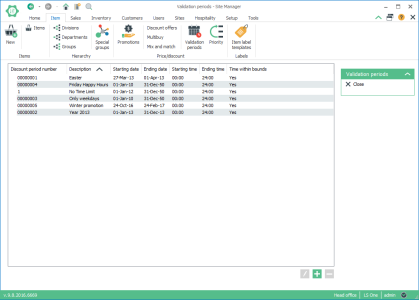 Validation periods - Site Manager
Home Item Sales Inventory Customers Users Sites Hospitality Setup Tools
New
Items
Items
Divisions
Departments
Groups
Hierarchy
Special groups
Promotions
Discount offers
Multibuy
Mix and match
Price/discount
Validation periods
Priority
Item label templates
Labels
Discount period number Description Starting date Ending date Starting time Ending time Time within bounds
00000001 Easter 27-Mar-13 01-Apr-13 00:00 24:00 Yes
00000004 Friday Happy Hours 01-Jan-10 31-Dec-50 00:00 24:00 Yes
1 No Time Limit 01-Jan-12 31-Dec-50 00:00 24:00 Yes
00000003 Only weekdays 01-Jan-10 31-Dec-50 00:00 24:00 Yes
00000005 Winter promotion 24-Oct-16 24-Feb-17 00:00 24:00 Yes
00000002 Year 2013 01-Jan-13 31-Dec-13 00:00 24:00 Yes
Validation periods
Close
Head office LS One admin